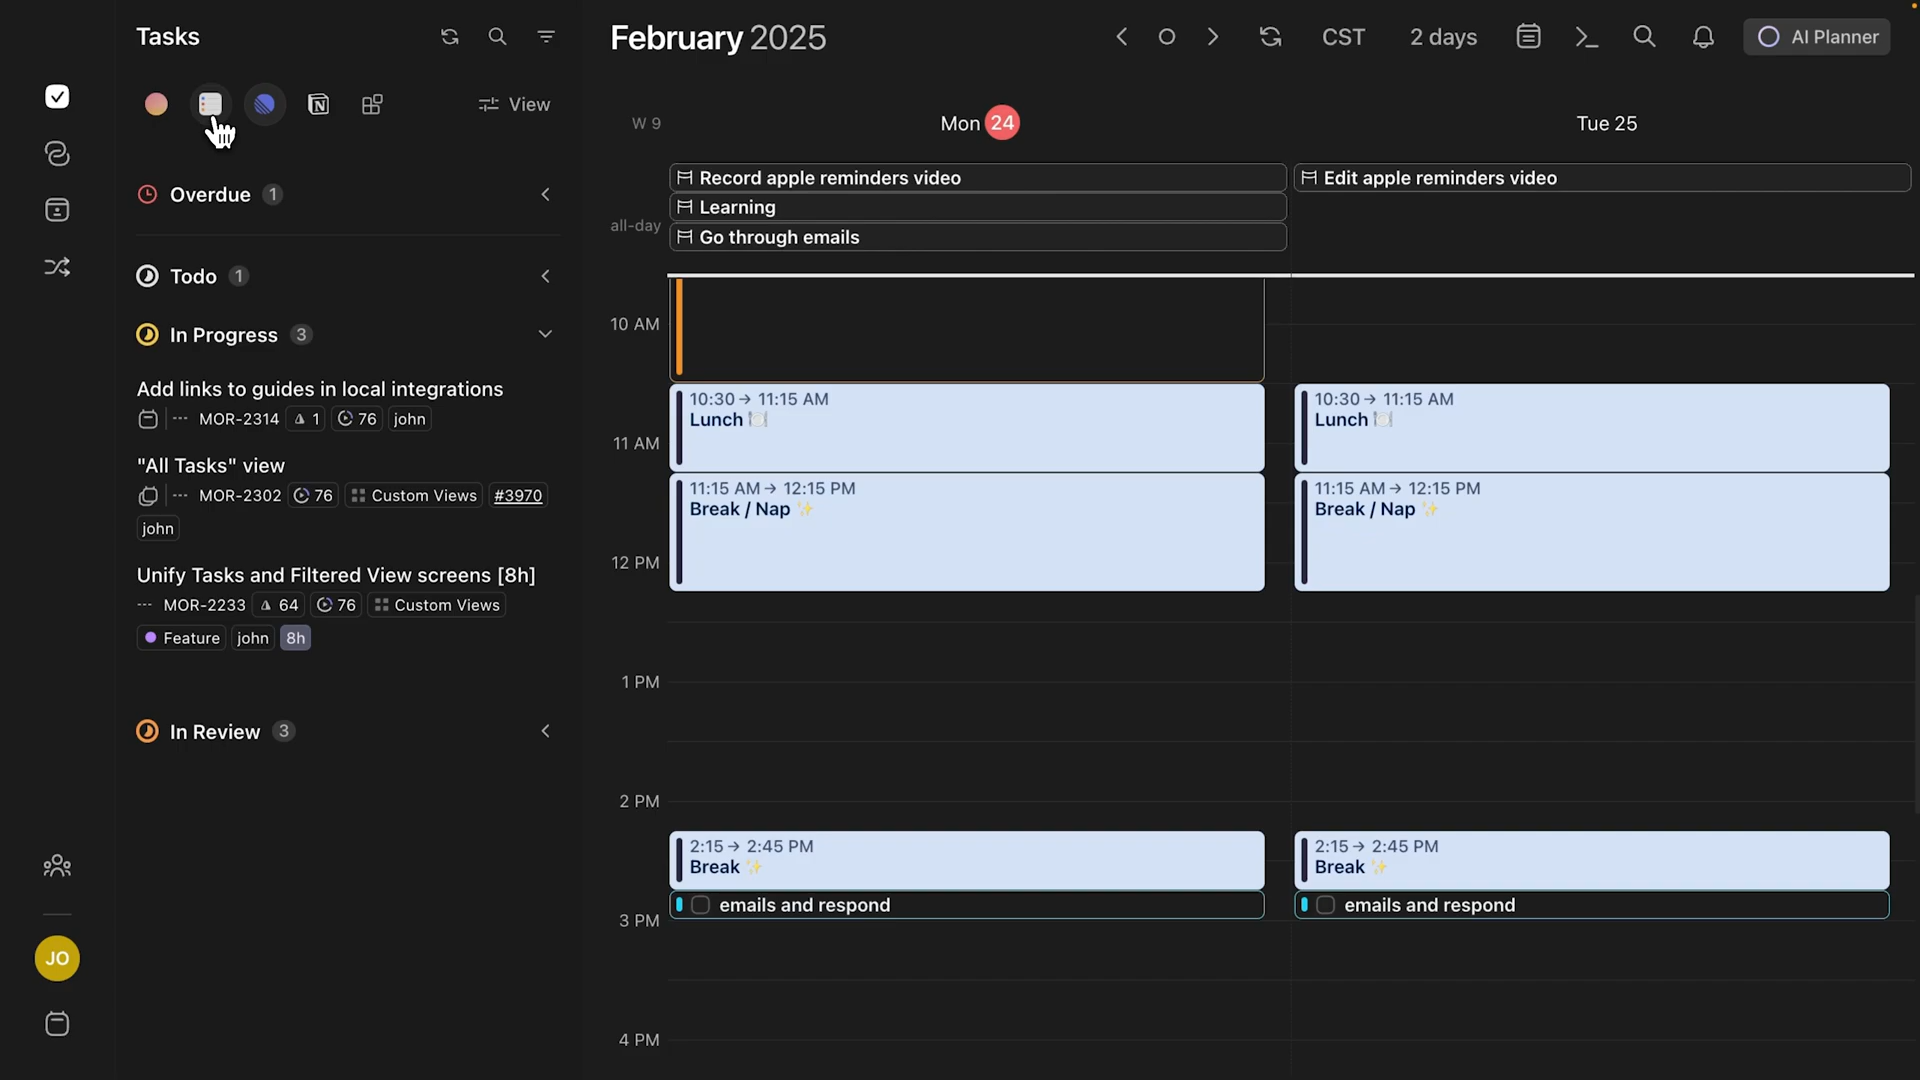 Tasks
View
Overdue 1
Todo 1
In Progress 3
Add links to guides in local integrations
MOR-2314 1 76 john
"All Tasks" view
MOR-2302 76 Custom Views #3970
john
Unify Tasks and Filtered View screens [8h]
MOR-2233 64 76 Custom Views
Feature john 8h
In Review 3
JO
February 2025
CST 2 days AI Planner
W 9 Mon 24 Tue 25
all-day
Record apple reminders video
Learning
Go through emails
Edit apple reminders video
10 AM
11 AM
12 PM
1 PM
2 PM
3 PM
4 PM
10:30 → 11:15 AM
Lunch 🍽️
11:15 AM → 12:15 PM
Break / Nap ✨
2:15 → 2:45 PM
Break ✨
emails and respond
10:30 → 11:15 AM
Lunch 🍽️
11:15 AM → 12:15 PM
Break / Nap ✨
2:15 → 2:45 PM
Break ✨
emails and respond